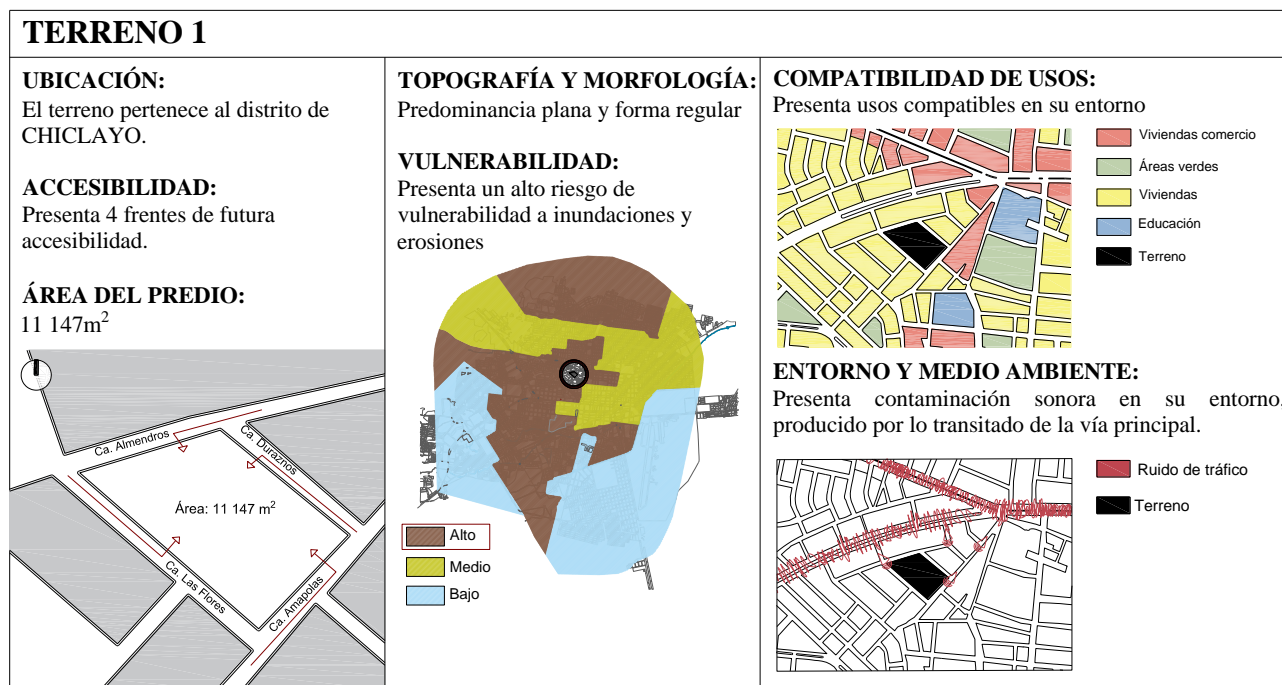 TERRENO 1
UBICACIÓN:
El terreno pertenece al distrito de
CHICLAYO.
ACCESIBILIDAD:
Presenta 4 frentes de futura
accesibilidad.
ÁREA DEL PREDIO:
11 147m²
Ca. Almendros
Ca. Duraznos
Área: 11 147 m²
Ca. Las Flores
Ca. Amapolas
TOPOGRAFÍA Y MORFOLOGÍA:
Predominancia plana y forma regular
VULNERABILIDAD:
Presenta un alto riesgo de
vulnerabilidad a inundaciones y
erosiones
Alto
Medio
Bajo
COMPATIBILIDAD DE USOS:
Presenta usos compatibles en su entorno
Viviendas comercio
Áreas verdes
Viviendas
Educación
Terreno
ENTORNO Y MEDIO AMBIENTE:
Presenta contaminación sonora en su entorno,
producido por lo transitado de la vía principal.
Ruido de tráfico
Terreno